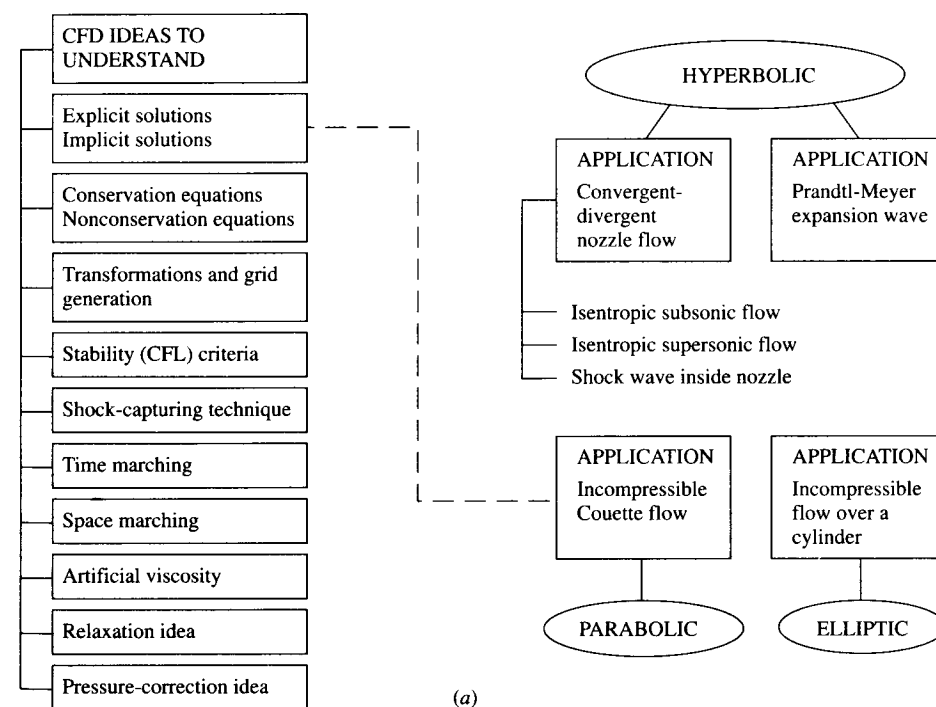 CFD IDEAS TO
UNDERSTAND
Explicit solutions
Implicit solutions
Conservation equations
Nonconservation equations
Transformations and grid
generation
Stability (CFL) criteria
Shock-capturing technique
Time marching
Space marching
Artificial viscosity
Relaxation idea
Pressure-correction idea
HYPERBOLIC
APPLICATION
Convergent-
divergent
nozzle flow
APPLICATION
Prandtl-Meyer
expansion wave
Isentropic subsonic flow
Isentropic supersonic flow
Shock wave inside nozzle
APPLICATION
Incompressible
Couette flow
APPLICATION
Incompressible
flow over a
cylinder
PARABOLIC
ELLIPTIC
(a)